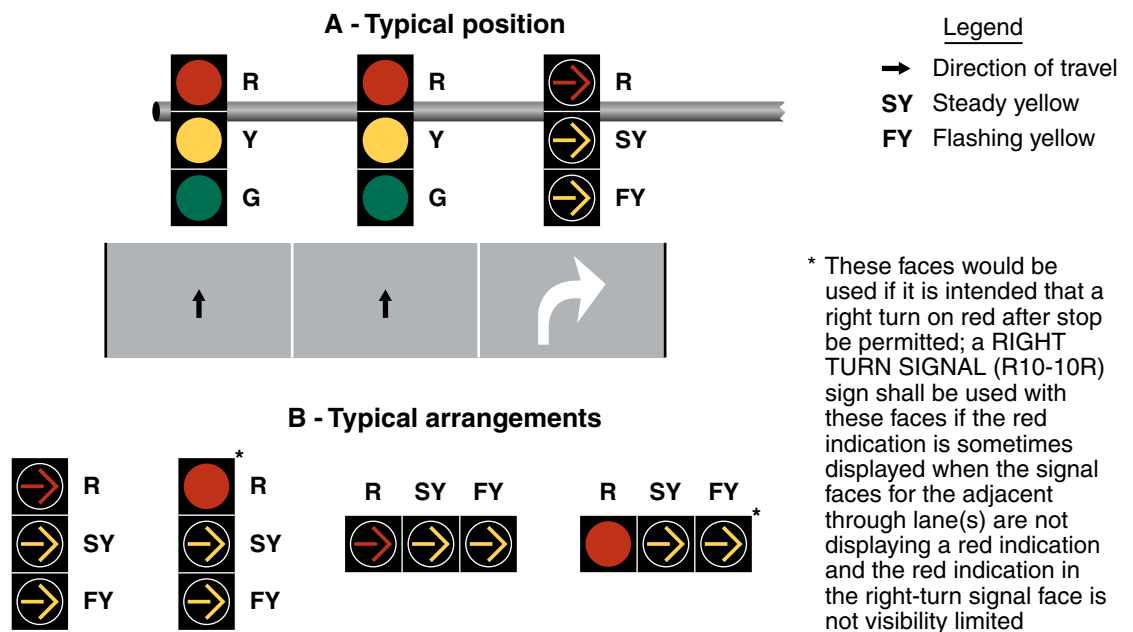 A - Typical position
R R R
Y Y SY
G G FY
Legend
Direction of travel
SY Steady yellow
FY Flashing yellow
* These faces would be
used if it is intended that a
right turn on red after stop
be permitted; a RIGHT
TURN SIGNAL (R10-10R)
sign shall be used with
these faces if the red
indication is sometimes
displayed when the signal
faces for the adjacent
through lane(s) are not
displaying a red indication
and the red indication in
the right-turn signal face is
not visibility limited
B - Typical arrangements
R
SY
FY
*
R
SY
FY
R SY FY
R SY FY
*